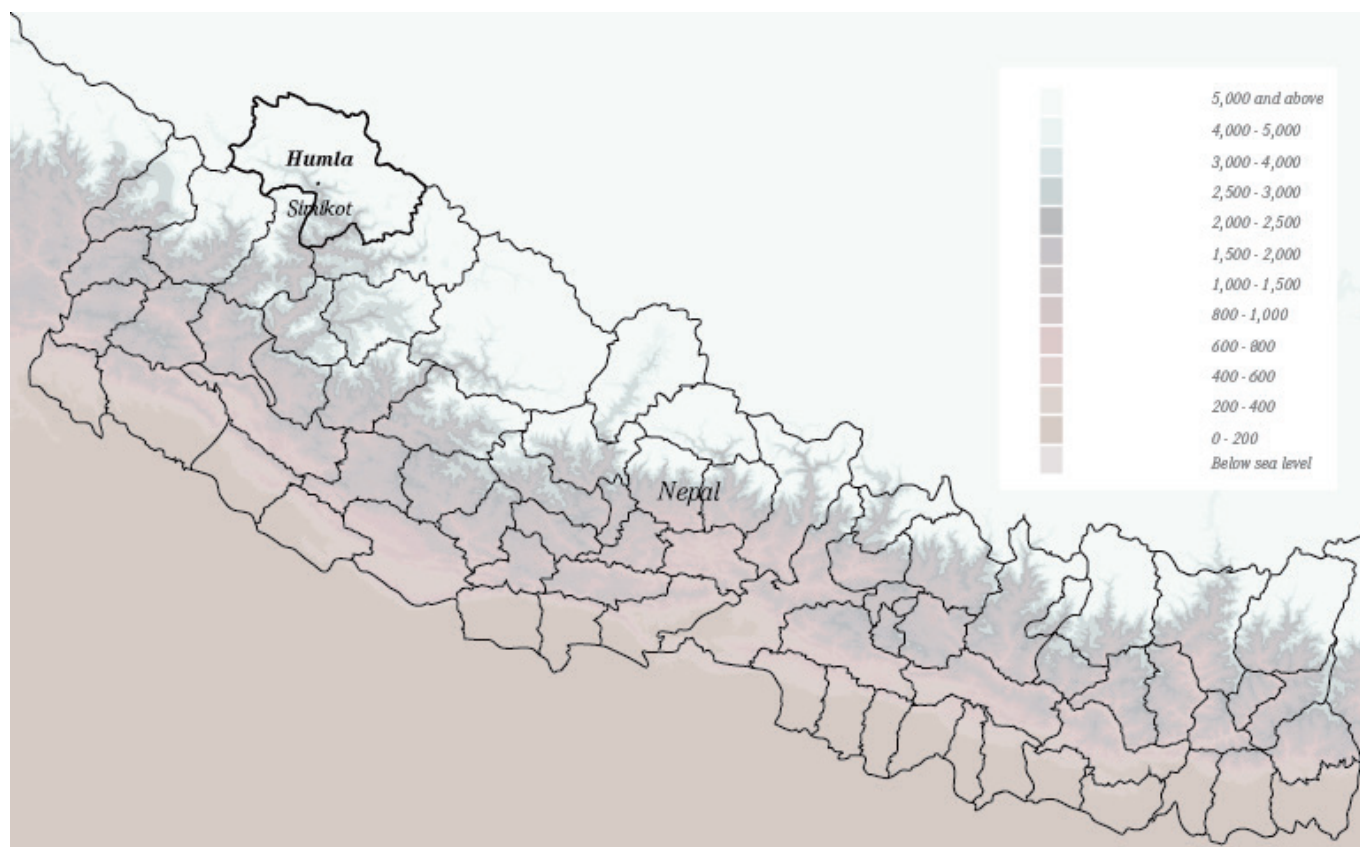 Humla
Simikot
Nepal
5,000 and above
4,000 - 5,000
3,000 - 4,000
2,500 - 3,000
2,000 - 2,500
1,500 - 2,000
1,000 - 1,500
800 - 1,000
600 - 800
400 - 600
200 - 400
0 - 200
Below sea level